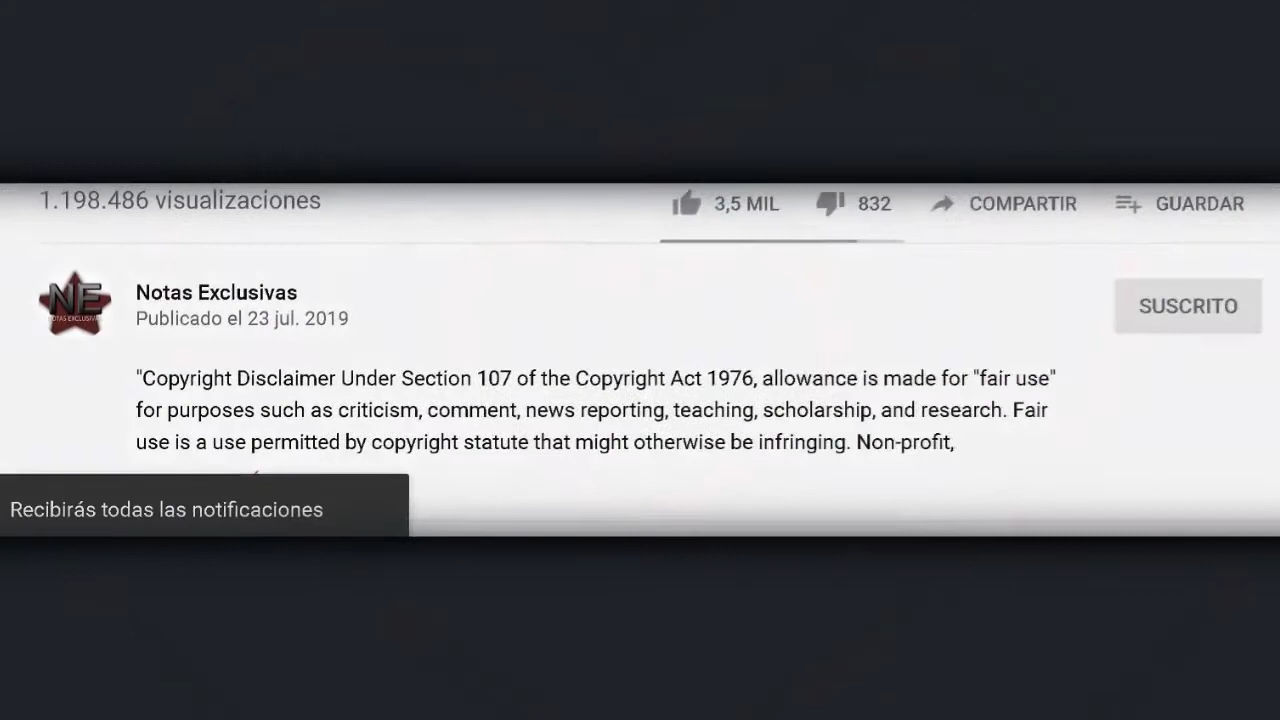 1.198.486 visualizaciones
3,5 MIL
832
COMPARTIR
GUARDAR
NE
NOTAS EXCLUSIVAS
Notas Exclusivas
Publicado el 23 jul. 2019
SUSCRITO
"Copyright Disclaimer Under Section 107 of the Copyright Act 1976, allowance is made for "fair use"
for purposes such as criticism, comment, news reporting, teaching, scholarship, and research. Fair
use is a use permitted by copyright statute that might otherwise be infringing. Non-profit,
Recibirás todas las notificaciones